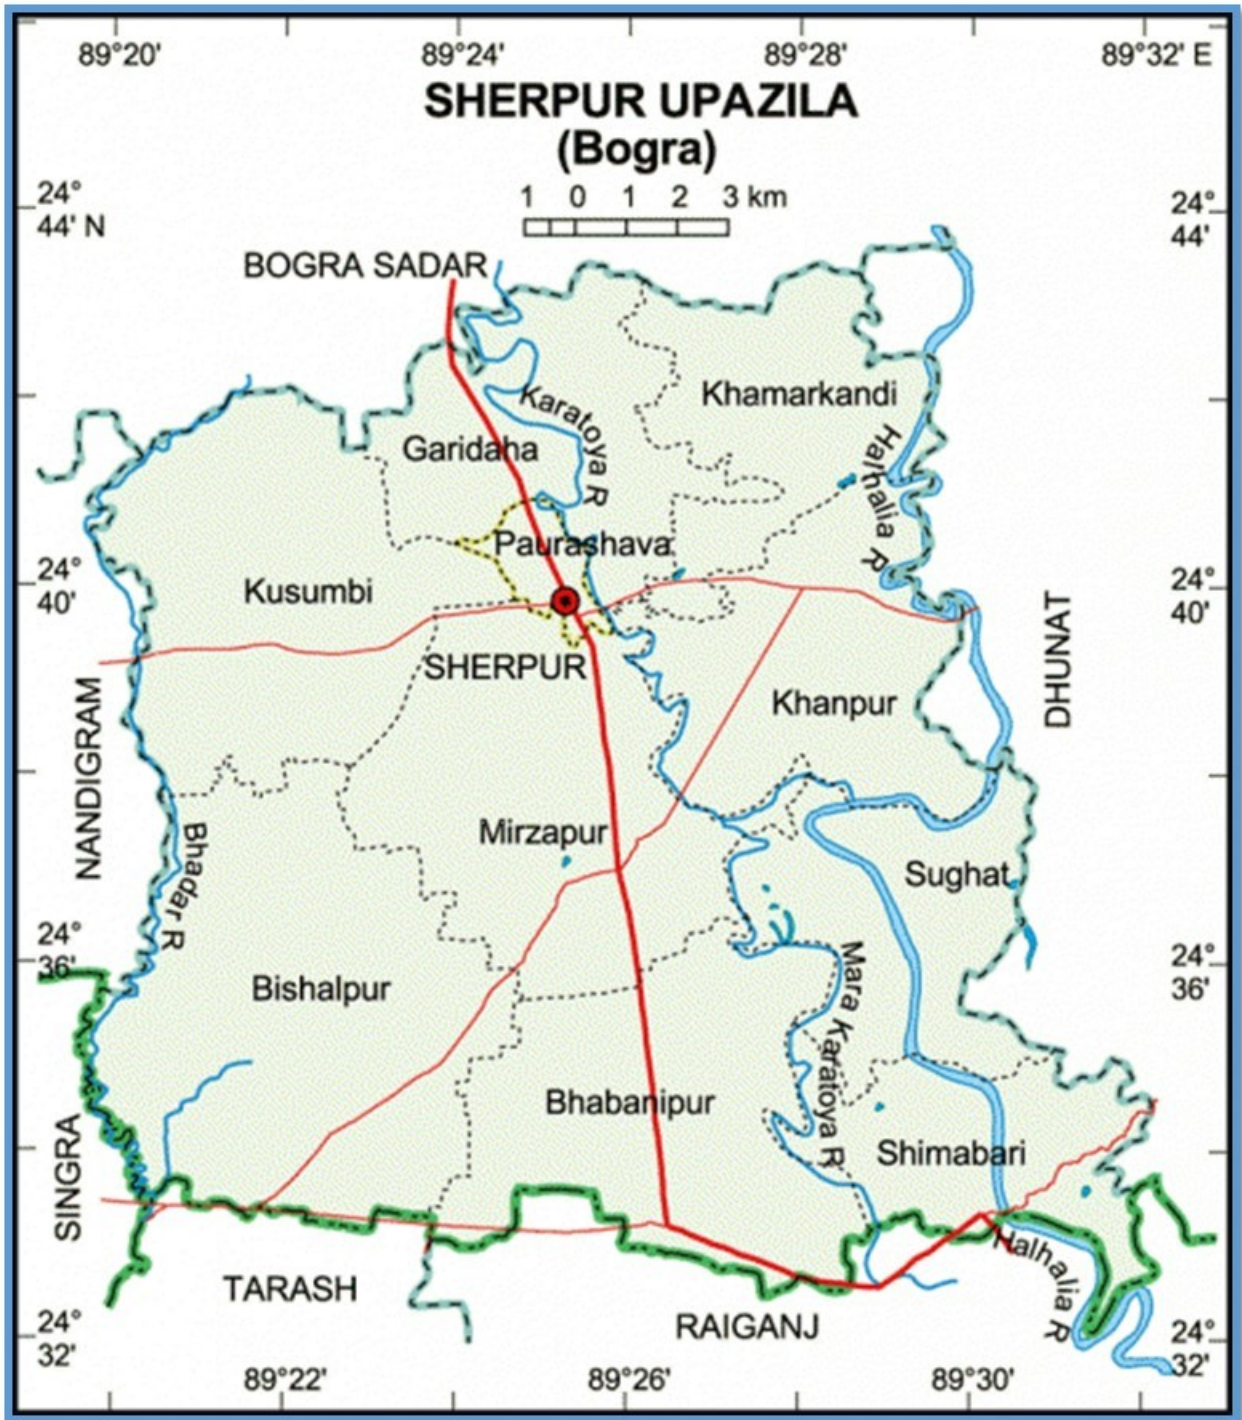 89°20' 89°24' 89°28' 89°32' E
SHERPUR UPAZILA
(Bogra)
1 0 1 2 3 km
24°
44' N
24°
44'
BOGRA SADAR
Khamarkandi
Karatoya R
Garidaha
Halhalia R
Paurashava
24°
40'
Kusumbi
24°
40'
SHERPUR
DHUNAT
Khanpur
NANDIGRAM
Mirzapur
Bhadar R
Sughat
24°
36'
24°
36'
Bishalpur
Mara Karatoya R
Bhabanipur
Shimabari
SINGRA
Halhalia R
TARASH
RAIGANJ
24°
32'
24°
32'
89°22' 89°26' 89°30'